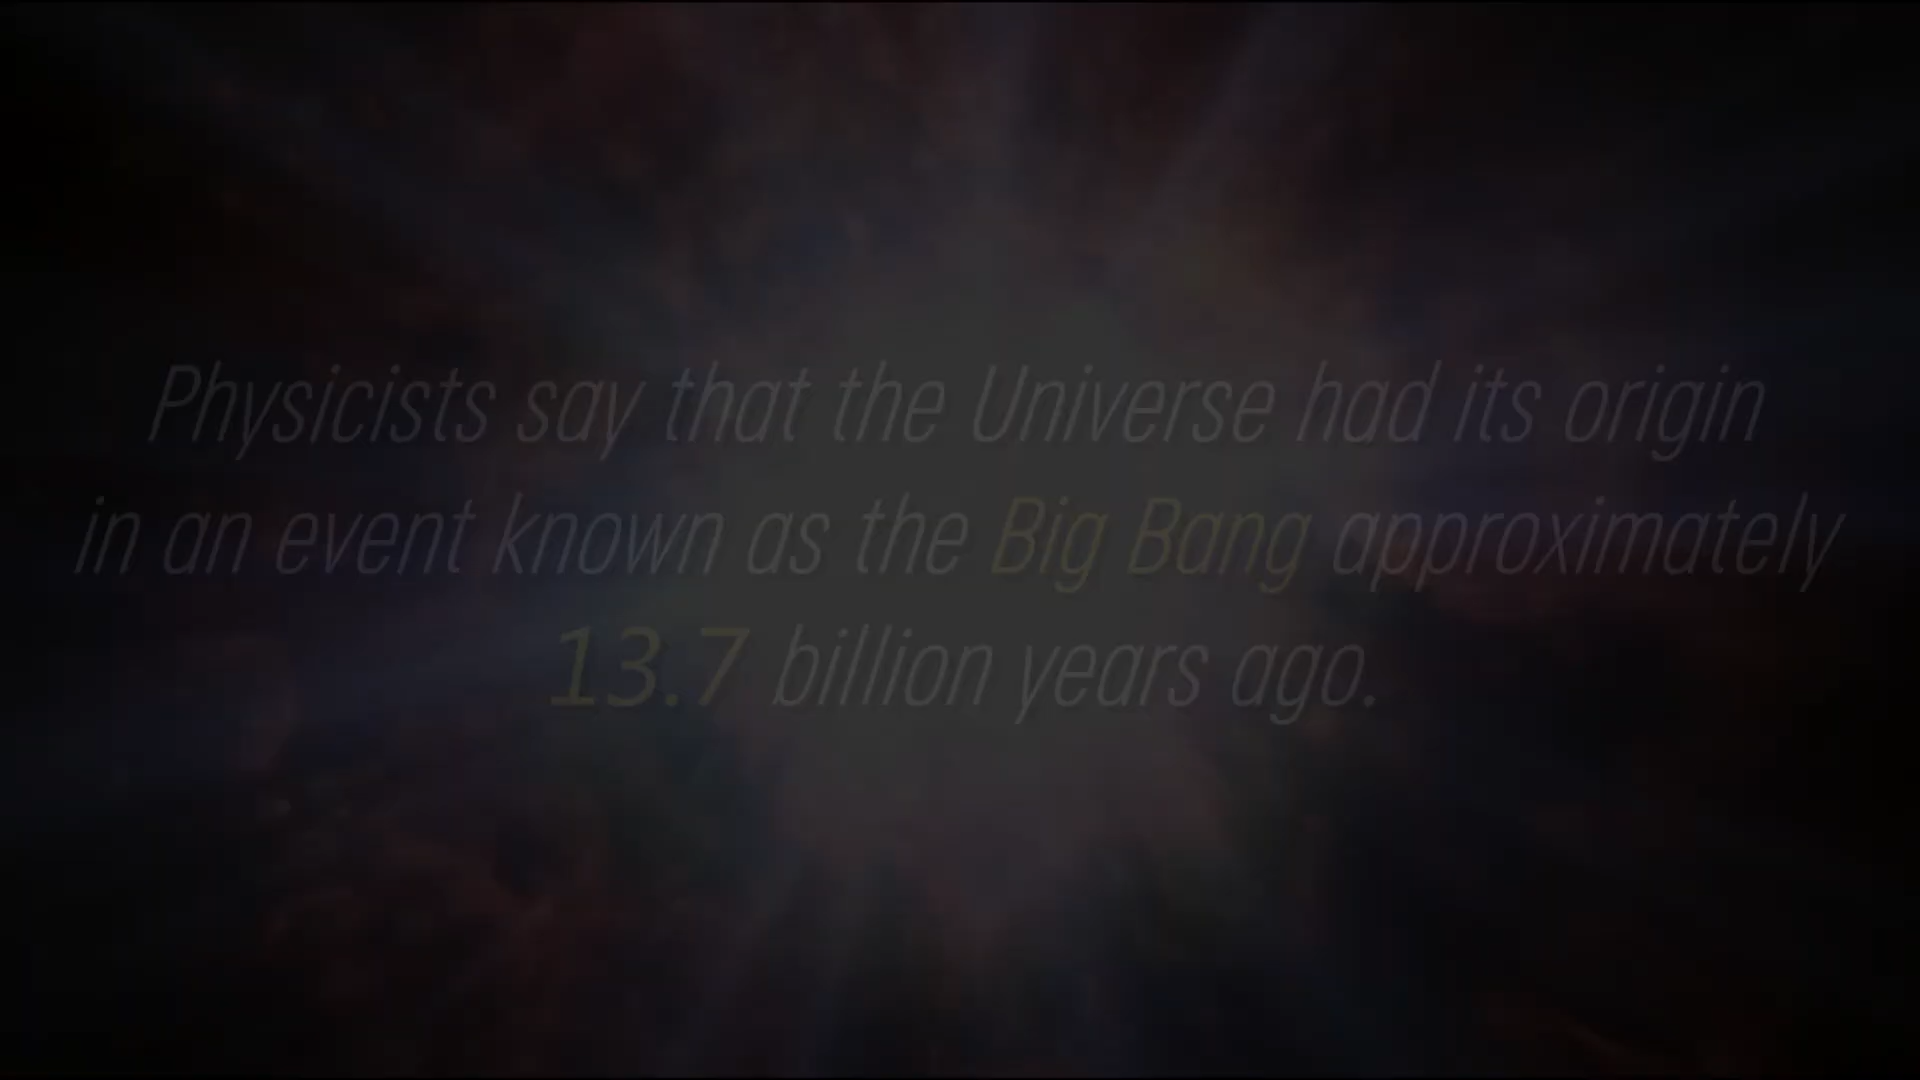 Physicists say that the Universe had its origin
in an event known as the Big Bang approximately
13.7 billion years ago.